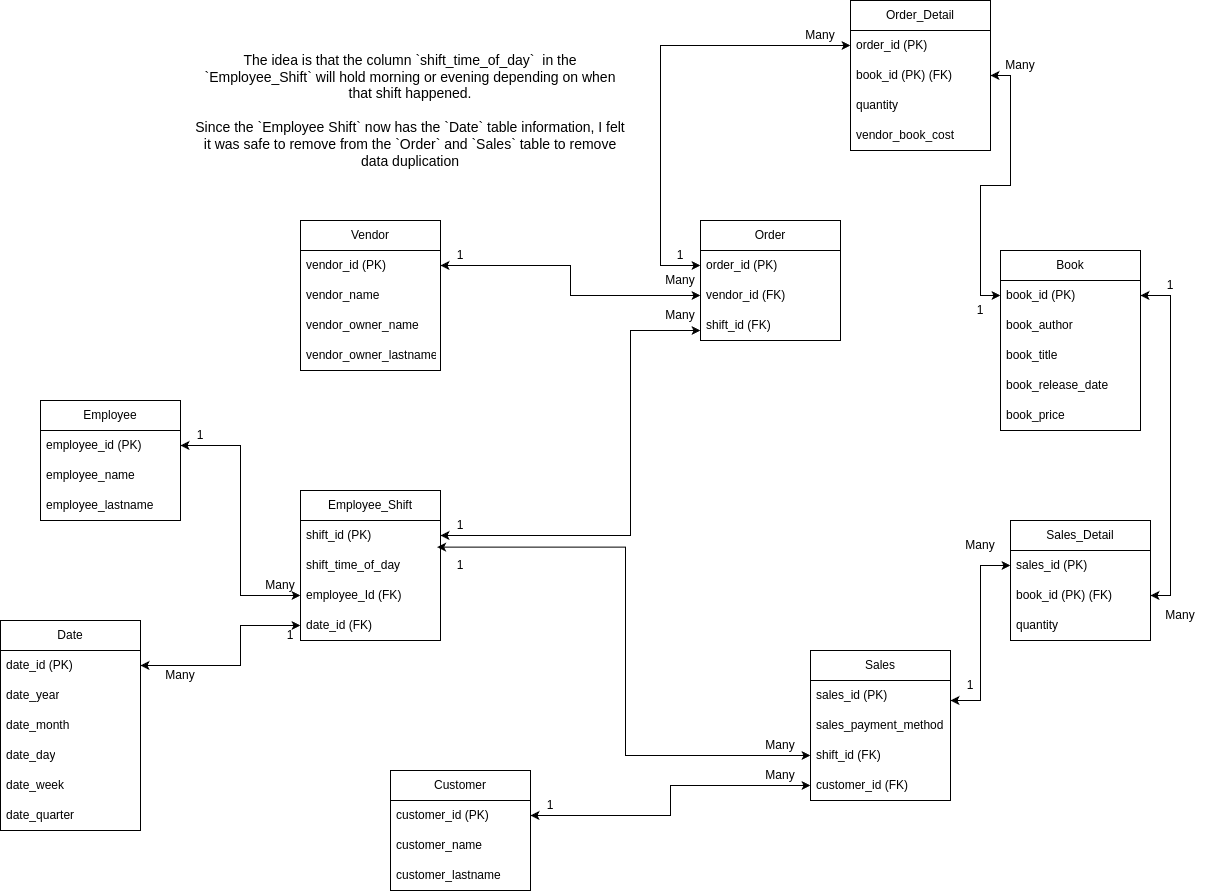 The idea is that the column `shift_time_of_day`  in the
`Employee_Shift` will hold morning or evening depending on when
that shift happened.
Since the `Employee Shift` now has the `Date` table information, I felt
it was safe to remove from the `Order` and `Sales` table to remove
data duplication
Order_Detail
order_id (PK)
book_id (PK) (FK)
quantity
vendor_book_cost
Many
Many
Vendor
vendor_id (PK)
vendor_name
vendor_owner_name
vendor_owner_lastname
1
1
Many
Many
Order
order_id (PK)
vendor_id (FK)
shift_id (FK)
Book
book_id (PK)
book_author
book_title
book_release_date
book_price
1
1
Employee
employee_id (PK)
employee_name
employee_lastname
1
Many
Employee_Shift
shift_id (PK)
shift_time_of_day
employee_Id (FK)
date_id (FK)
1
1
1
Many
Date
date_id (PK)
date_year
date_month
date_day
date_week
date_quarter
Sales_Detail
sales_id (PK)
book_id (PK) (FK)
quantity
Many
Many
Sales
sales_id (PK)
sales_payment_method
shift_id (FK)
customer_id (FK)
1
Many
Many
Customer
customer_id (PK)
customer_name
customer_lastname
1